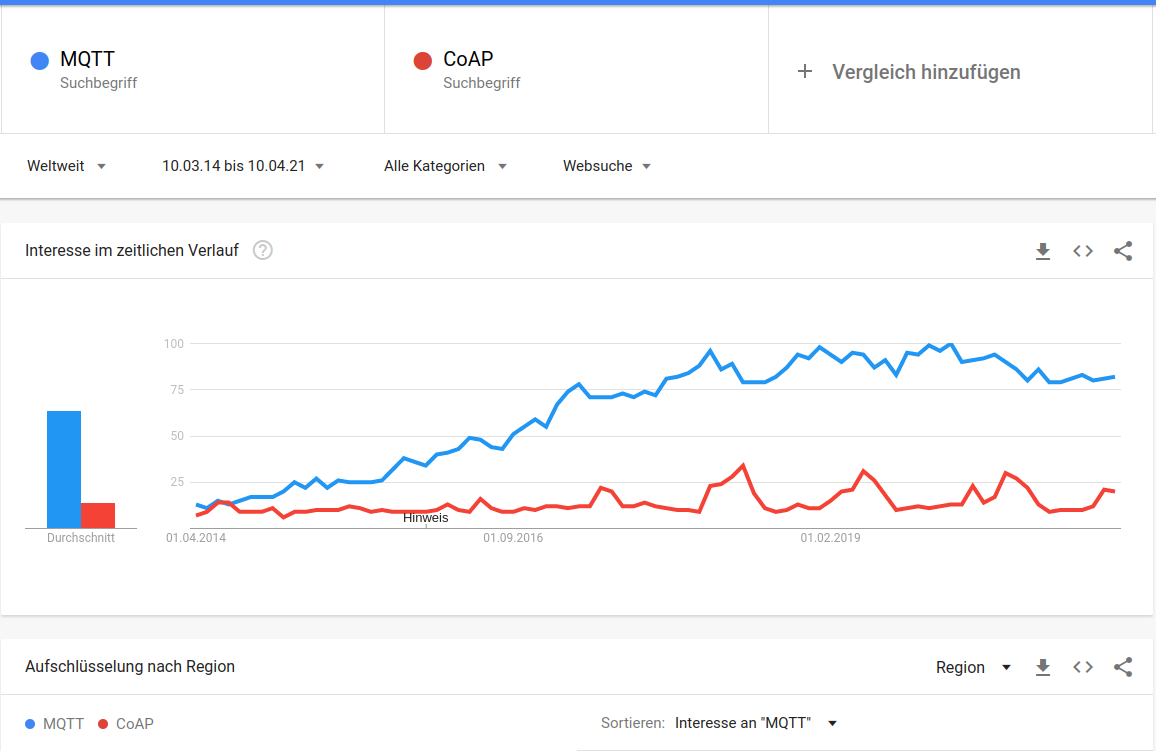 MQTT
Suchbegriff
CoAP
Suchbegriff
+ Vergleich hinzufügen
Weltweit
10.03.14 bis 10.04.21
Alle Kategorien
Websuche
Interesse im zeitlichen Verlauf ?
100
75
50
25
Hinweis
Durchschnitt
01.04.2014
01.09.2016
01.02.2019
Aufschlüsselung nach Region
Region
MQTT
CoAP
Sortieren: Interesse an "MQTT"